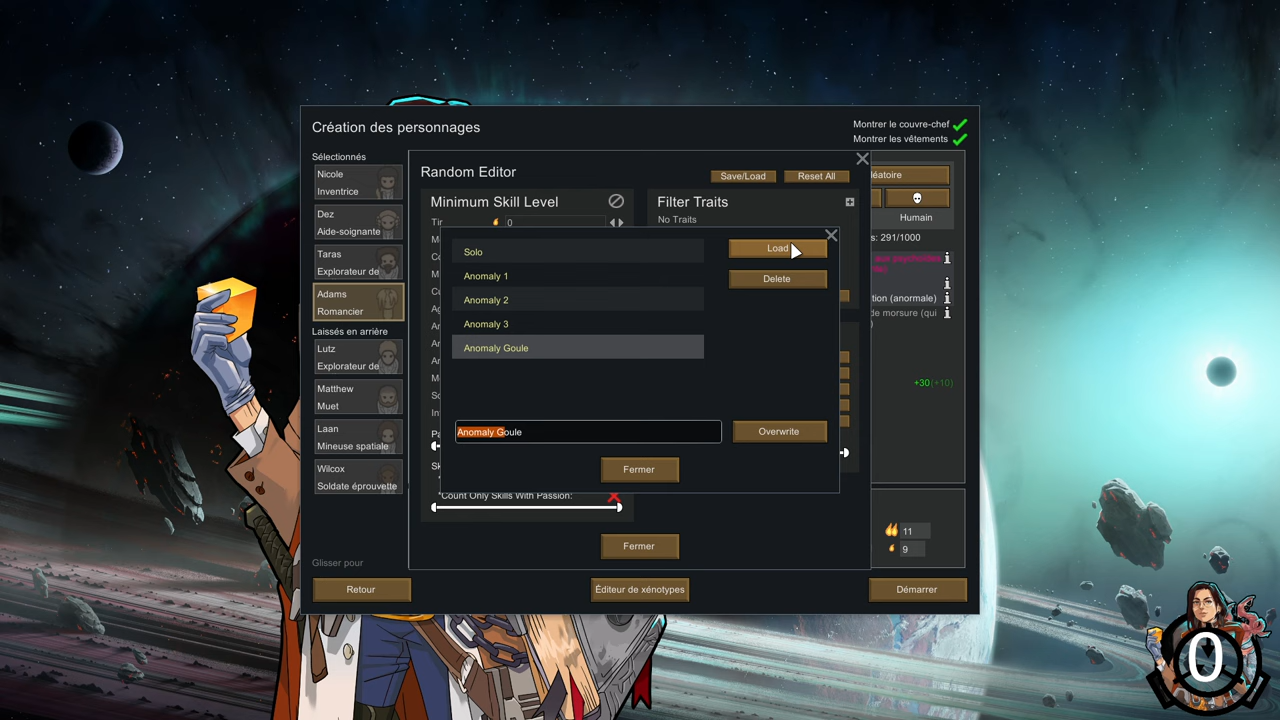 Création des personnages
Montrer le couvre-chef
Montrer les vêtements
Sélectionnés
Nicole
Inventrice
Dez
Aide-soignante
Taras
Explorateur de
Adams
Romancier
Laissés en arrière
Lutz
Explorateur de
Matthew
Muet
Laan
Mineuse spatiale
Wilcox
Soldate éprouvette
Glisser pour
Random Editor
Save/Load
Reset All
Minimum Skill Level
0
Filter Traits
No Traits
Solo
Anomaly 1
Anomaly 2
Anomaly 3
Anomaly Goule
Load
Delete
Anomaly Goule
Overwrite
Fermer
Count Only Skills With Passion:
Fermer
Humain
s: 291/1000
tion (anormale)
de morsure (qui
+30(+10)
11
9
Retour
Éditeur de xénotypes
Démarrer
0